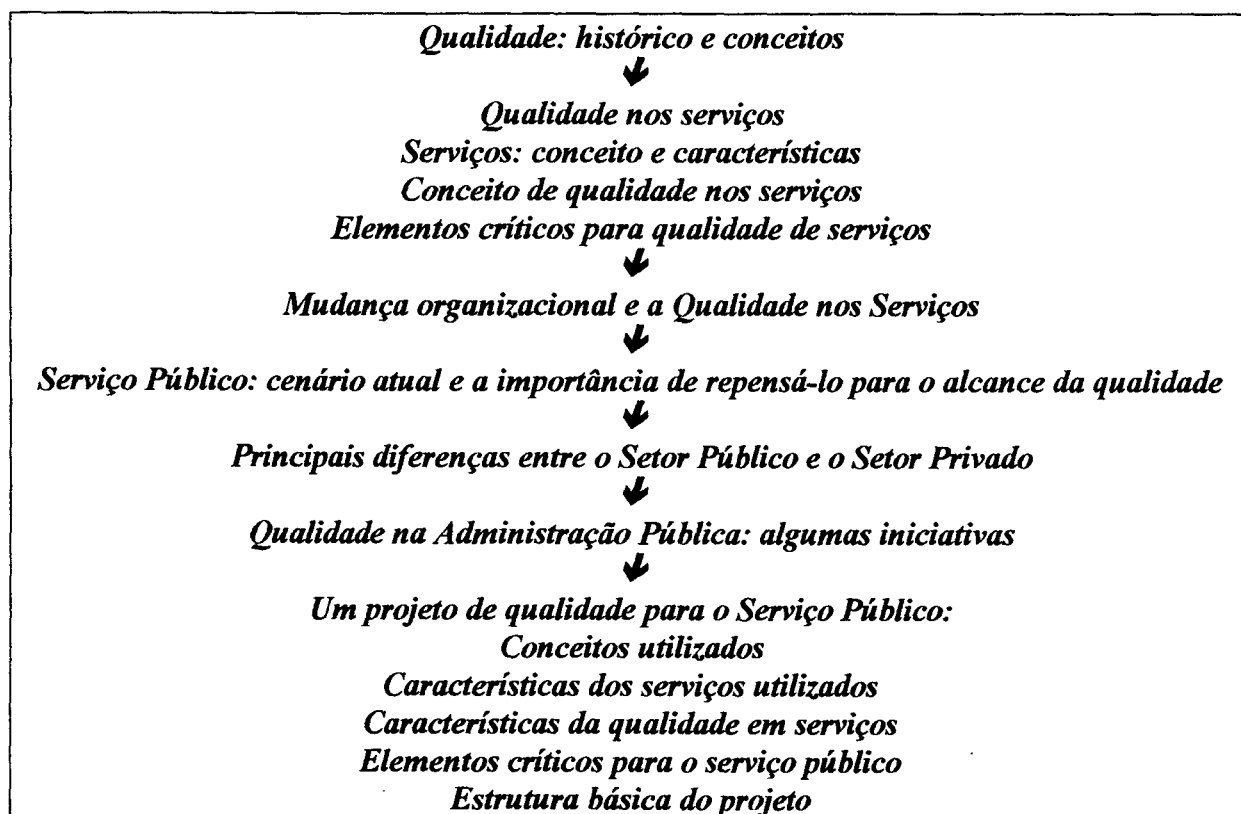 Qualidade: histórico e conceitos
Qualidade nos serviços
Serviços: conceito e características
Conceito de qualidade nos serviços
Elementos críticos para qualidade de serviços
Mudança organizacional e a Qualidade nos Serviços
Serviço Público: cenário atual e a importância de repensá-lo para o alcance da qualidade
Principais diferenças entre o Setor Público e o Setor Privado
Qualidade na Administração Pública: algumas iniciativas
Um projeto de qualidade para o Serviço Público:
Conceitos utilizados
Características dos serviços utilizados
Características da qualidade em serviços
Elementos críticos para o serviço público
Estrutura básica do projeto